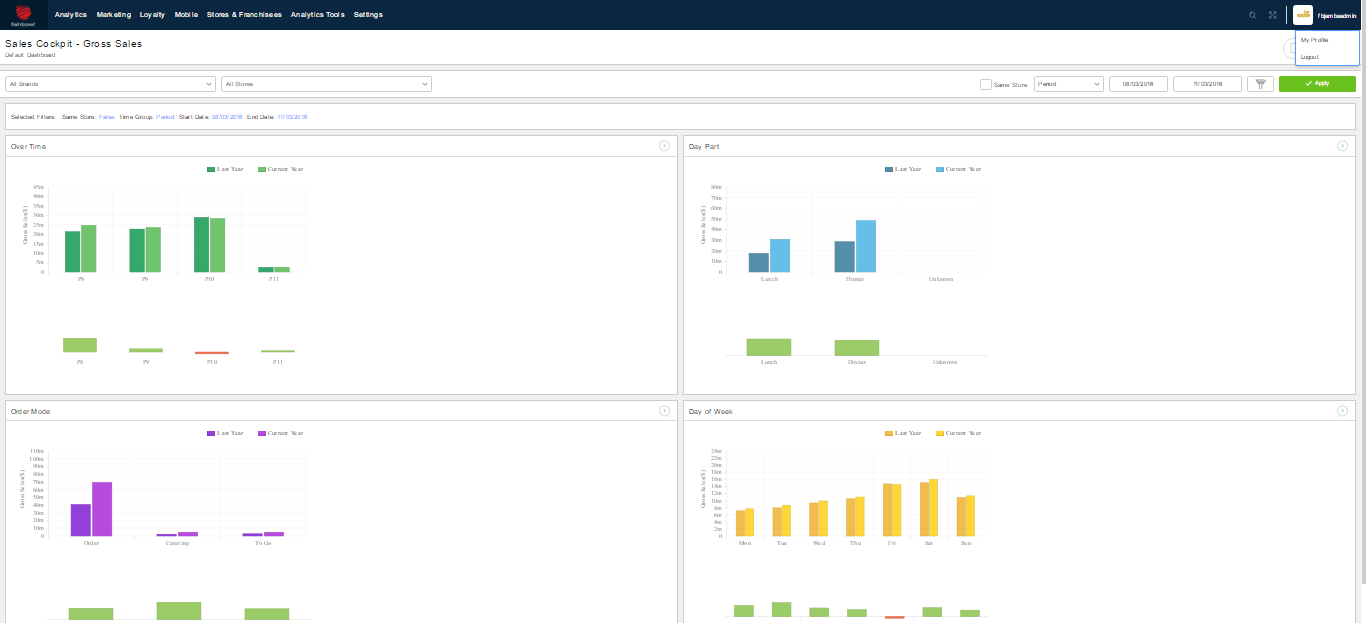 fishbowl
Analytics Marketing Loyalty Mobile Stores & Franchisees Analytics Tools Settings
fbjambaadmin
My Profile
Logout
Sales Cockpit - Gross Sales
Default Dashboard
All Brands
All Stores
Same Store
Period
08/03/2016
11/03/2016
Apply
Selected Filters: Same Store: False Time Group: Period Start Date: 08/03/2016 End Date: 11/03/2016
Over Time
Last Year Current Year
Gross Sales($)
45m
40m
35m
30m
25m
20m
15m
10m
5m
0
P8 P9 P10 P11
P8 P9 P10 P11
Day Part
Last Year Current Year
Gross Sales($)
80m
70m
60m
50m
40m
30m
20m
10m
0
Lunch Dinner Unknown
Lunch Dinner Unknown
Order Mode
Last Year Current Year
Gross Sales($)
110m
100m
90m
80m
70m
60m
50m
40m
30m
20m
10m
0
Order Catering To Go
Day of Week
Last Year Current Year
Gross Sales($)
24m
22m
20m
18m
16m
14m
12m
10m
8m
6m
4m
2m
0
Mon Tue Wed Thu Fri Sat Sun